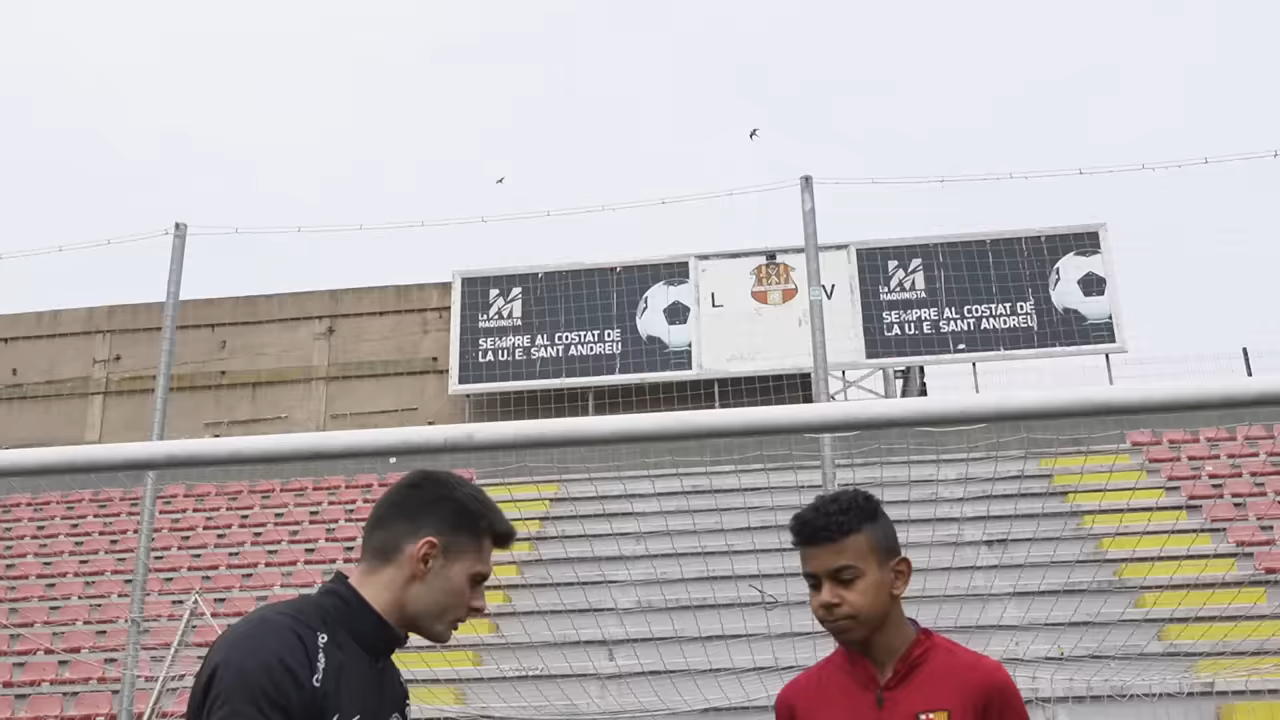 LA
MAQUINISTA
SEMPRE AL COSTAT DE
LA U. E. SANT ANDREU
L V
LA
MAQUINISTA
SEMPRE AL COSTAT DE
LA U. E. SANT ANDREU